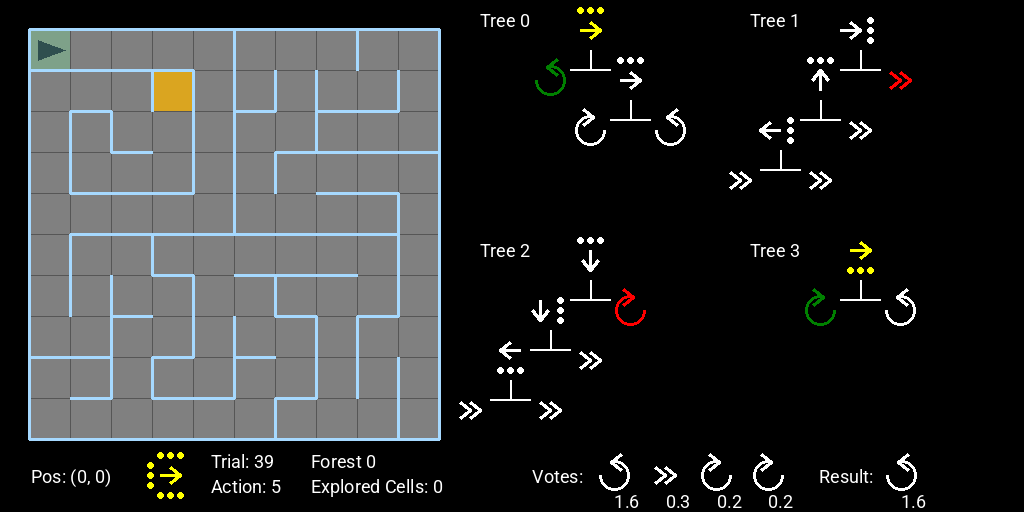 Tree 0
Tree 1
Tree 2
Tree 3
Pos: (0, 0)
Trial: 39
Forest 0
Action: 5
Explored Cells: 0
Votes:
1.6
0.3
0.2
0.2
Result:
1.6